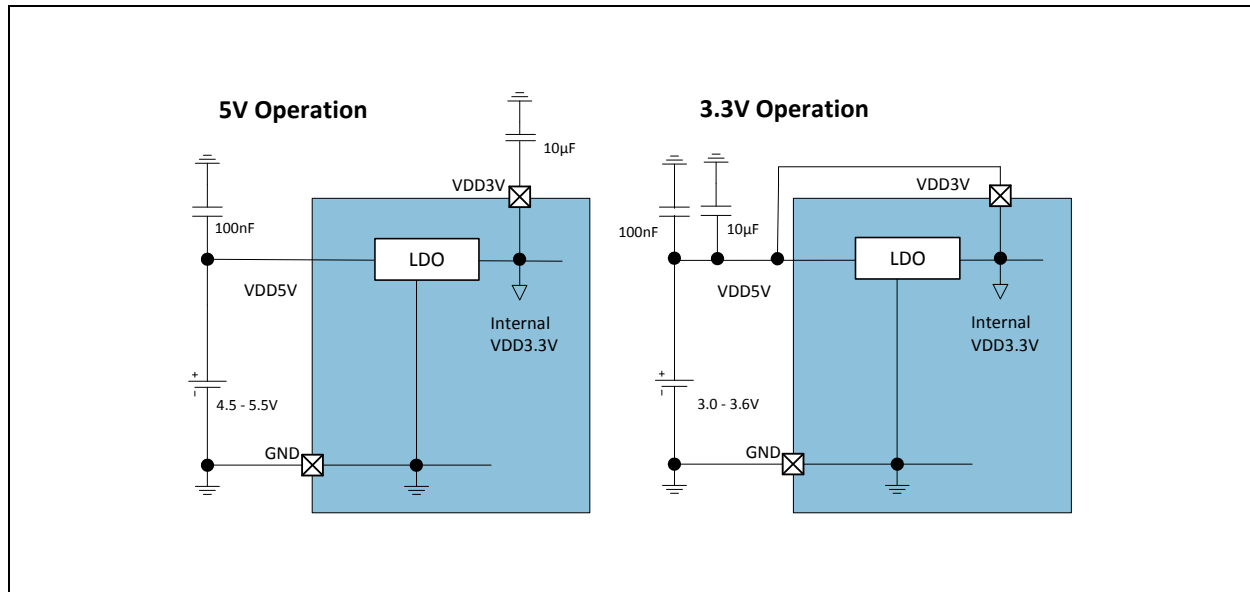 5V Operation
10µF
VDD3V
100nF
LDO
VDD5V
Internal
VDD3.3V
+
-
4.5 - 5.5V
GND
3.3V Operation
VDD3V
100nF
10µF
LDO
VDD5V
Internal
VDD3.3V
+
-
3.0 - 3.6V
GND